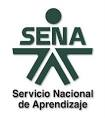 SENA
Servicio Nacional
de Aprendizaje